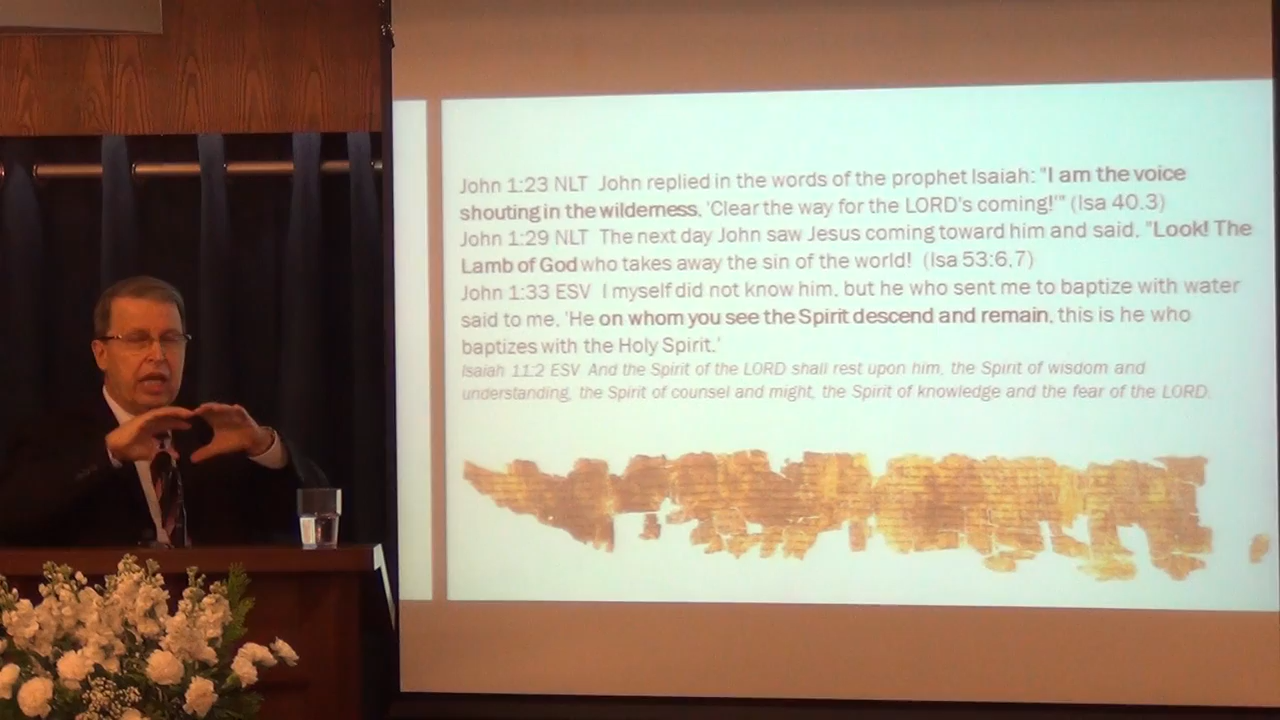 John 1:23 NLT John replied in the words of the prophet Isaiah: "I am the voice
shouting in the wilderness, 'Clear the way for the LORD's coming!'" (Isa 40.3)
John 1:29 NLT The next day John saw Jesus coming toward him and said, "Look! The
Lamb of God who takes away the sin of the world! (Isa 53:6,7)
John 1:33 ESV I myself did not know him, but he who sent me to baptize with water
said to me, 'He on whom you see the Spirit descend and remain, this is he who
baptizes with the Holy Spirit.'
Isaiah 11:2 ESV And the Spirit of the LORD shall rest upon him, the Spirit of wisdom and
understanding, the Spirit of counsel and might, the Spirit of knowledge and the fear of the LORD.